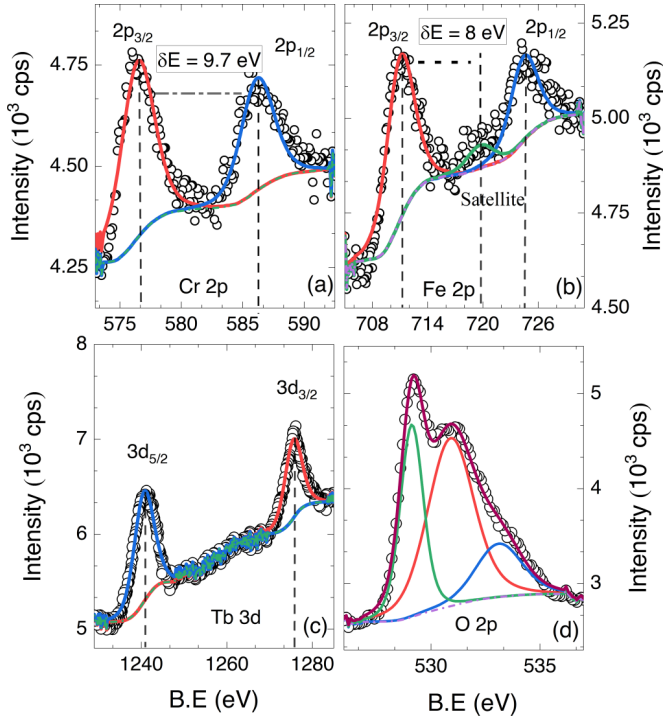 2p3/2
δE = 9.7 eV
2p1/2
4.75
4.50
4.25
Intensity (10³ cps)
575
580
585
590
Cr 2p
(a)
2p3/2
δE = 8 eV
2p1/2
5.25
5.00
4.75
4.50
Intensity (10³ cps)
Satellite
708
714
720
726
Fe 2p
(b)
8
7
6
5
Intensity (10³ cps)
3d5/2
3d3/2
Tb 3d
(c)
1240
1260
1280
B.E (eV)
5
4
3
2
Intensity (10³ cps)
O 2p
(d)
530
535
B.E (eV)